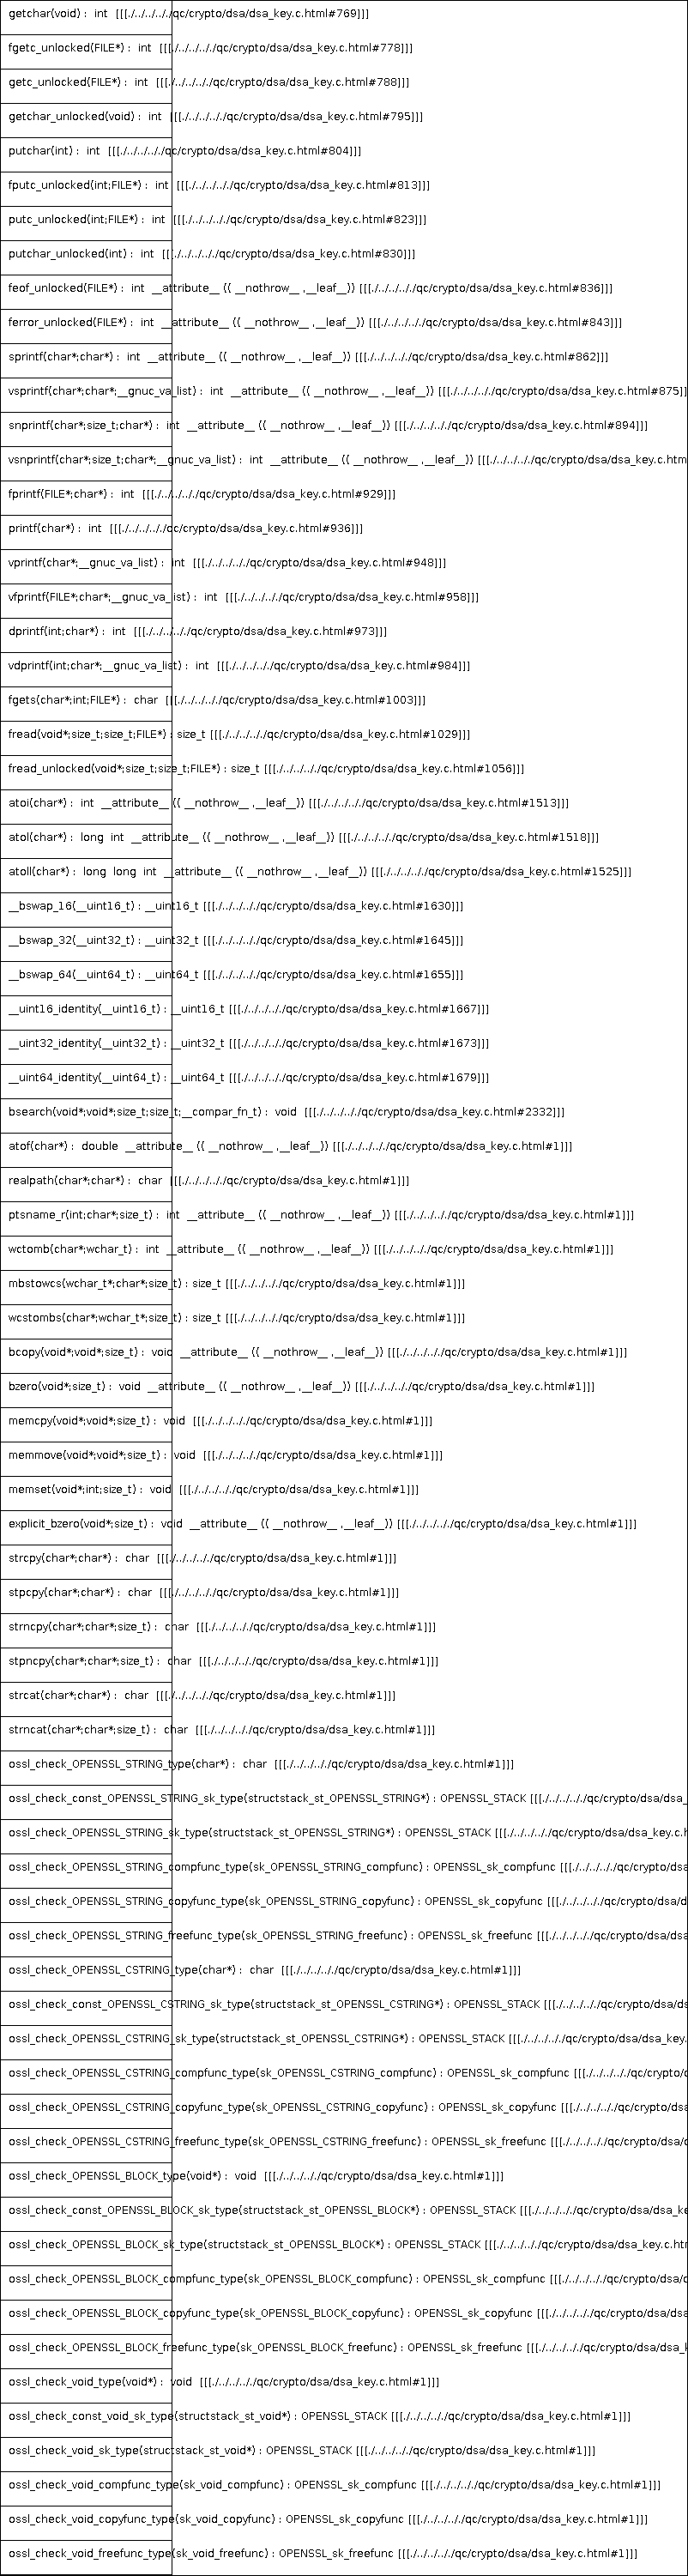 getchar(void) : int [[[./../../../qc/crypto/dsa/dsa_key.c.html#769]]]
fgetc_unlocked(FILE*) : int [[[./../../../qc/crypto/dsa/dsa_key.c.html#778]]]
getc_unlocked(FILE*) : int [[[./../../../qc/crypto/dsa/dsa_key.c.html#788]]]
getchar_unlocked(void) : int [[[./../../../qc/crypto/dsa/dsa_key.c.html#795]]]
putchar(int) : int [[[./../../../qc/crypto/dsa/dsa_key.c.html#804]]]
fputc_unlocked(int;FILE*) : int [[[./../../../qc/crypto/dsa/dsa_key.c.html#813]]]
putc_unlocked(int;FILE*) : int [[[./../../../qc/crypto/dsa/dsa_key.c.html#823]]]
putchar_unlocked(int) : int [[[./../../../qc/crypto/dsa/dsa_key.c.html#830]]]
feof_unlocked(FILE*) : int __attribute__ (( __nothrow__ ,__leaf__)) [[[./../../../qc/crypto/dsa/dsa_key.c.html#836]]]
ferror_unlocked(FILE*) : int __attribute__ (( __nothrow__ ,__leaf__)) [[[./../../../qc/crypto/dsa/dsa_key.c.html#843]]]
sprintf(char*;char*) : int __attribute__ (( __nothrow__ ,__leaf__)) [[[./../../../qc/crypto/dsa/dsa_key.c.html#862]]]
vsprintf(char*;char*;__gnuc_va_list) : int __attribute__ (( __nothrow__ ,__leaf__)) [[[./../../../qc/crypto/dsa/dsa_key.c.html#875]]]
snprintf(char*;size_t;char*) : int __attribute__ (( __nothrow__ ,__leaf__)) [[[./../../../qc/crypto/dsa/dsa_key.c.html#894]]]
vsnprintf(char*;size_t;char*;__gnuc_va_list) : int __attribute__ (( __nothrow__ ,__leaf__)) [[[./../../../qc/crypto/dsa/dsa_key.c.htm
fprintf(FILE*;char*) : int [[[./../../../qc/crypto/dsa/dsa_key.c.html#929]]]
printf(char*) : int [[[./../../../qc/crypto/dsa/dsa_key.c.html#936]]]
vprintf(char*;__gnuc_va_list) : int [[[./../../../qc/crypto/dsa/dsa_key.c.html#948]]]
vfprintf(FILE*;char*;__gnuc_va_list) : int [[[./../../../qc/crypto/dsa/dsa_key.c.html#958]]]
dprintf(int;char*) : int [[[./../../../qc/crypto/dsa/dsa_key.c.html#973]]]
vdprintf(int;char*;__gnuc_va_list) : int [[[./../../../qc/crypto/dsa/dsa_key.c.html#984]]]
fgets(char*;int;FILE*) : char [[[./../../../qc/crypto/dsa/dsa_key.c.html#1003]]]
fread(void*;size_t;size_t;FILE*) : size_t [[[./../../../qc/crypto/dsa/dsa_key.c.html#1029]]]
fread_unlocked(void*;size_t;size_t;FILE*) : size_t [[[./../../../qc/crypto/dsa/dsa_key.c.html#1056]]]
atoi(char*) : int __attribute__ (( __nothrow__ ,__leaf__)) [[[./../../../qc/crypto/dsa/dsa_key.c.html#1513]]]
atol(char*) : long int __attribute__ (( __nothrow__ ,__leaf__)) [[[./../../../qc/crypto/dsa/dsa_key.c.html#1518]]]
atoll(char*) : long long int __attribute__ (( __nothrow__ ,__leaf__)) [[[./../../../qc/crypto/dsa/dsa_key.c.html#1525]]]
__bswap_16(__uint16_t) : __uint16_t [[[./../../../qc/crypto/dsa/dsa_key.c.html#1630]]]
__bswap_32(__uint32_t) : __uint32_t [[[./../../../qc/crypto/dsa/dsa_key.c.html#1645]]]
__bswap_64(__uint64_t) : __uint64_t [[[./../../../qc/crypto/dsa/dsa_key.c.html#1655]]]
__uint16_identity(__uint16_t) : __uint16_t [[[./../../../qc/crypto/dsa/dsa_key.c.html#1667]]]
__uint32_identity(__uint32_t) : __uint32_t [[[./../../../qc/crypto/dsa/dsa_key.c.html#1673]]]
__uint64_identity(__uint64_t) : __uint64_t [[[./../../../qc/crypto/dsa/dsa_key.c.html#1679]]]
bsearch(void*;void*;size_t;size_t;__compar_fn_t) : void [[[./../../../qc/crypto/dsa/dsa_key.c.html#2332]]]
atof(char*) : double __attribute__ (( __nothrow__ ,__leaf__)) [[[./../../../qc/crypto/dsa/dsa_key.c.html#1]]]
realpath(char*;char*) : char [[[./../../../qc/crypto/dsa/dsa_key.c.html#1]]]
ptsname_r(int;char*;size_t) : int __attribute__ (( __nothrow__ ,__leaf__)) [[[./../../../qc/crypto/dsa/dsa_key.c.html#1]]]
wctomb(char*;wchar_t) : int __attribute__ (( __nothrow__ ,__leaf__)) [[[./../../../qc/crypto/dsa/dsa_key.c.html#1]]]
mbstowcs(wchar_t*;char*;size_t) : size_t [[[./../../../qc/crypto/dsa/dsa_key.c.html#1]]]
wcstombs(char*;wchar_t*;size_t) : size_t [[[./../../../qc/crypto/dsa/dsa_key.c.html#1]]]
bcopy(void*;void*;size_t) : void __attribute__ (( __nothrow__ ,__leaf__)) [[[./../../../qc/crypto/dsa/dsa_key.c.html#1]]]
bzero(void*;size_t) : void __attribute__ (( __nothrow__ ,__leaf__)) [[[./../../../qc/crypto/dsa/dsa_key.c.html#1]]]
memcpy(void*;void*;size_t) : void [[[./../../../qc/crypto/dsa/dsa_key.c.html#1]]]
memmove(void*;void*;size_t) : void [[[./../../../qc/crypto/dsa/dsa_key.c.html#1]]]
memset(void*;int;size_t) : void [[[./../../../qc/crypto/dsa/dsa_key.c.html#1]]]
explicit_bzero(void*;size_t) : void __attribute__ (( __nothrow__ ,__leaf__)) [[[./../../../qc/crypto/dsa/dsa_key.c.html#1]]]
strcpy(char*;char*) : char [[[./../../../qc/crypto/dsa/dsa_key.c.html#1]]]
stpcpy(char*;char*) : char [[[./../../../qc/crypto/dsa/dsa_key.c.html#1]]]
strncpy(char*;char*;size_t) : char [[[./../../../qc/crypto/dsa/dsa_key.c.html#1]]]
stpncpy(char*;char*;size_t) : char [[[./../../../qc/crypto/dsa/dsa_key.c.html#1]]]
strcat(char*;char*) : char [[[./../../../qc/crypto/dsa/dsa_key.c.html#1]]]
strncat(char*;char*;size_t) : char [[[./../../../qc/crypto/dsa/dsa_key.c.html#1]]]
ossl_check_OPENSSL_STRING_type(char*) : char [[[./../../../qc/crypto/dsa/dsa_key.c.html#1]]]
ossl_check_const_OPENSSL_STRING_sk_type(structstack_st_OPENSSL_STRING*) : OPENSSL_STACK [[[./../../../qc/crypto/dsa/dsa_
ossl_check_OPENSSL_STRING_sk_type(structstack_st_OPENSSL_STRING*) : OPENSSL_STACK [[[./../../../qc/crypto/dsa/dsa_key.c.h
ossl_check_OPENSSL_STRING_compfunc_type(sk_OPENSSL_STRING_compfunc) : OPENSSL_sk_compfunc [[[./../../../qc/crypto/dsa
ossl_check_OPENSSL_STRING_copyfunc_type(sk_OPENSSL_STRING_copyfunc) : OPENSSL_sk_copyfunc [[[./../../../qc/crypto/dsa/d
ossl_check_OPENSSL_STRING_freefunc_type(sk_OPENSSL_STRING_freefunc) : OPENSSL_sk_freefunc [[[./../../../qc/crypto/dsa/dsa
ossl_check_OPENSSL_CSTRING_type(char*) : char [[[./../../../qc/crypto/dsa/dsa_key.c.html#1]]]
ossl_check_const_OPENSSL_CSTRING_sk_type(structstack_st_OPENSSL_CSTRING*) : OPENSSL_STACK [[[./../../../qc/crypto/dsa/ds
ossl_check_OPENSSL_CSTRING_sk_type(structstack_st_OPENSSL_CSTRING*) : OPENSSL_STACK [[[./../../../qc/crypto/dsa/dsa_key.
ossl_check_OPENSSL_CSTRING_compfunc_type(sk_OPENSSL_CSTRING_compfunc) : OPENSSL_sk_compfunc [[[./../../../qc/crypto/d
ossl_check_OPENSSL_CSTRING_copyfunc_type(sk_OPENSSL_CSTRING_copyfunc) : OPENSSL_sk_copyfunc [[[./../../../qc/crypto/dsa
ossl_check_OPENSSL_CSTRING_freefunc_type(sk_OPENSSL_CSTRING_freefunc) : OPENSSL_sk_freefunc [[[./../../../qc/crypto/dsa/d
ossl_check_OPENSSL_BLOCK_type(void*) : void [[[./../../../qc/crypto/dsa/dsa_key.c.html#1]]]
ossl_check_const_OPENSSL_BLOCK_sk_type(structstack_st_OPENSSL_BLOCK*) : OPENSSL_STACK [[[./../../../qc/crypto/dsa/dsa_ke
ossl_check_OPENSSL_BLOCK_sk_type(structstack_st_OPENSSL_BLOCK*) : OPENSSL_STACK [[[./../../../qc/crypto/dsa/dsa_key.c.htm
ossl_check_OPENSSL_BLOCK_compfunc_type(sk_OPENSSL_BLOCK_compfunc) : OPENSSL_sk_compfunc [[[./../../../qc/crypto/dsa/d
ossl_check_OPENSSL_BLOCK_copyfunc_type(sk_OPENSSL_BLOCK_copyfunc) : OPENSSL_sk_copyfunc [[[./../../../qc/crypto/dsa/dsa
ossl_check_OPENSSL_BLOCK_freefunc_type(sk_OPENSSL_BLOCK_freefunc) : OPENSSL_sk_freefunc [[[./../../../qc/crypto/dsa/dsa_k
ossl_check_void_type(void*) : void [[[./../../../qc/crypto/dsa/dsa_key.c.html#1]]]
ossl_check_const_void_sk_type(structstack_st_void*) : OPENSSL_STACK [[[./../../../qc/crypto/dsa/dsa_key.c.html#1]]]
ossl_check_void_sk_type(structstack_st_void*) : OPENSSL_STACK [[[./../../../qc/crypto/dsa/dsa_key.c.html#1]]]
ossl_check_void_compfunc_type(sk_void_compfunc) : OPENSSL_sk_compfunc [[[./../../../qc/crypto/dsa/dsa_key.c.html#1]]]
ossl_check_void_copyfunc_type(sk_void_copyfunc) : OPENSSL_sk_copyfunc [[[./../../../qc/crypto/dsa/dsa_key.c.html#1]]]
ossl_check_void_freefunc_type(sk_void_freefunc) : OPENSSL_sk_freefunc [[[./../../../qc/crypto/dsa/dsa_key.c.html#1]]]